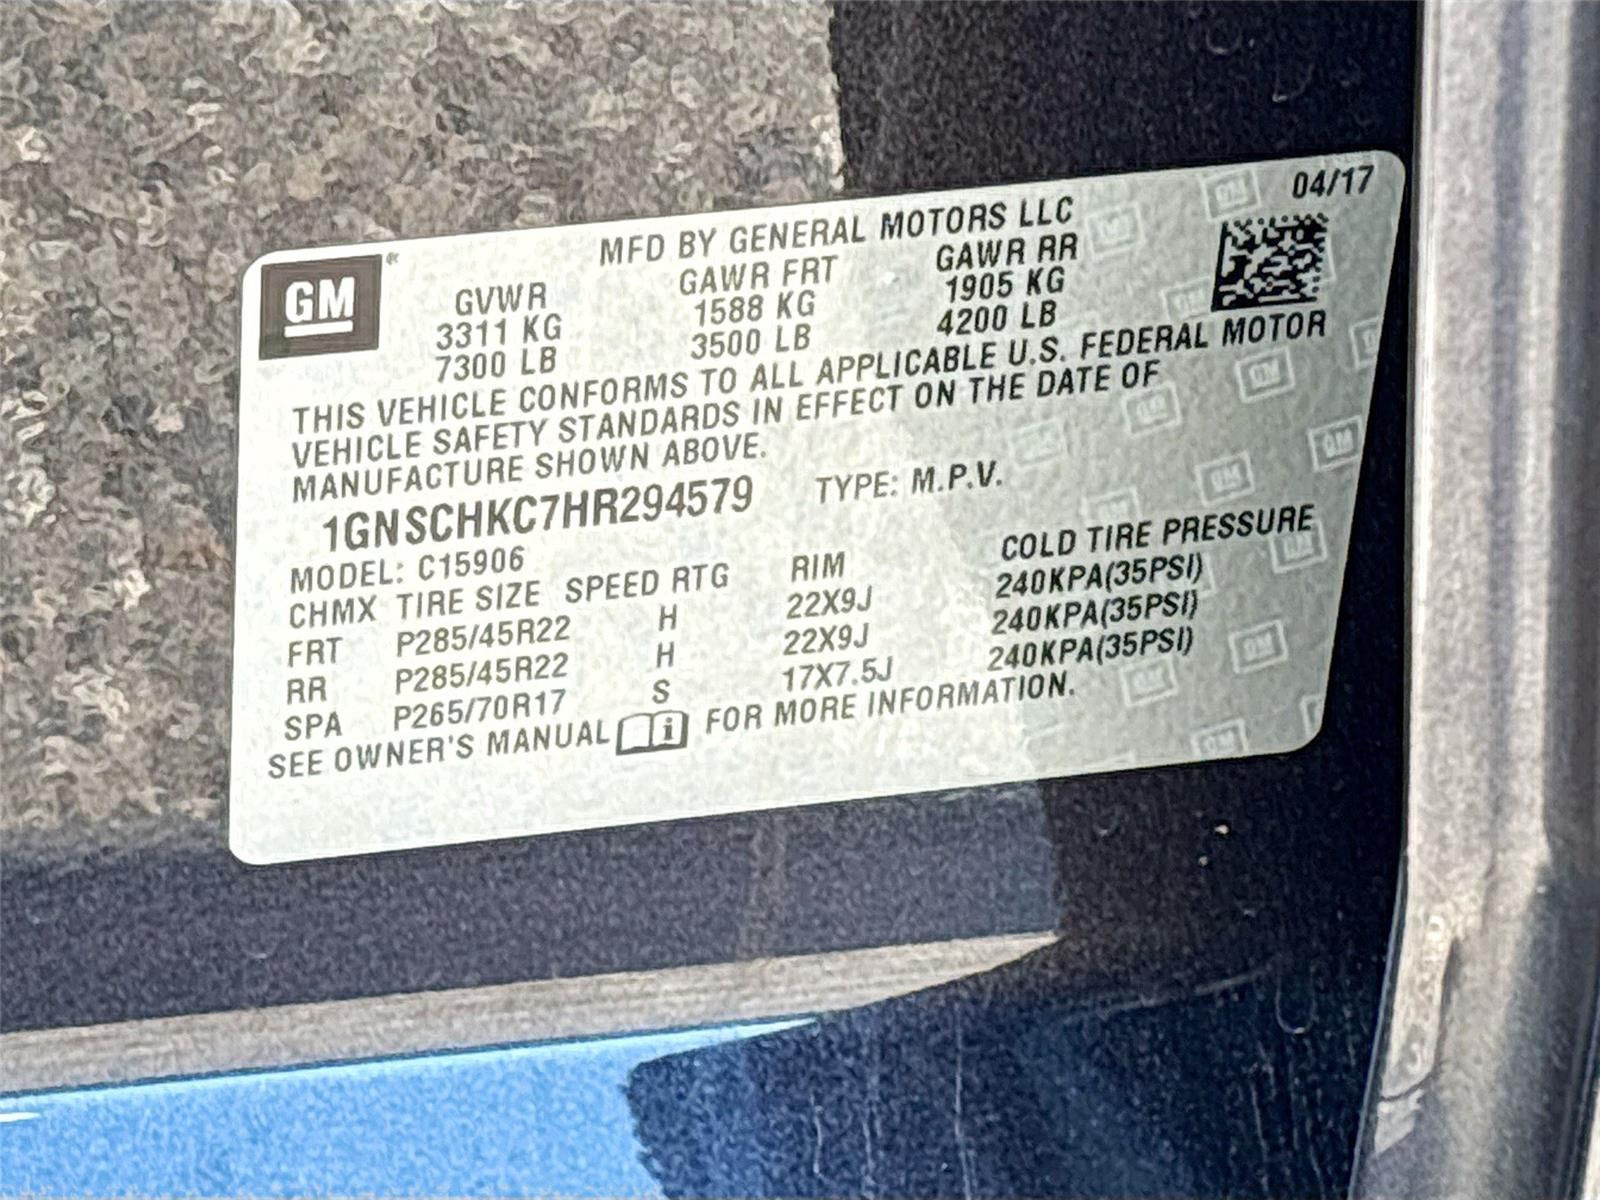 04/17
GM®
MFD BY GENERAL MOTORS LLC
GVWR GAWR FRT GAWR RR
3311 KG 1588 KG 1905 KG
7300 LB 3500 LB 4200 LB
THIS VEHICLE CONFORMS TO ALL APPLICABLE U.S. FEDERAL MOTOR
VEHICLE SAFETY STANDARDS IN EFFECT ON THE DATE OF
MANUFACTURE SHOWN ABOVE.
1GNSCHKC7HR294579 TYPE: M.P.V.
MODEL: C15906
CHMX TIRE SIZE SPEED RTG RIM COLD TIRE PRESSURE
FRT P285/45R22 H 22X9J 240KPA(35PSI)
RR P285/45R22 H 22X9J 240KPA(35PSI)
SPA P265/70R17 S 17X7.5J 240KPA(35PSI)
SEE OWNER'S MANUAL i FOR MORE INFORMATION.